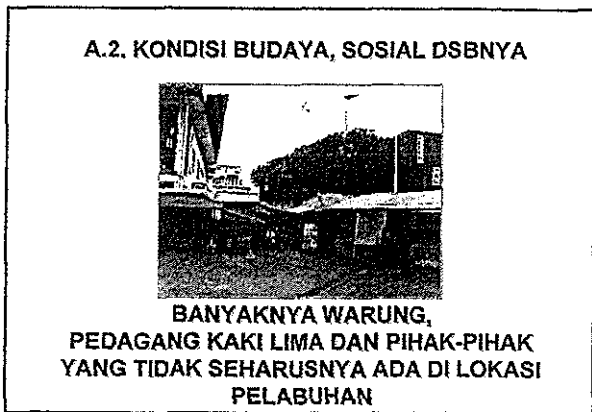 A.2. KONDISI BUDAYA, SOSIAL DSBNYA
BANYAKNYA WARUNG,
PEDAGANG KAKI LIMA DAN PIHAK-PIHAK
YANG TIDAK SEHARUSNYA ADA DI LOKASI
PELABUHAN